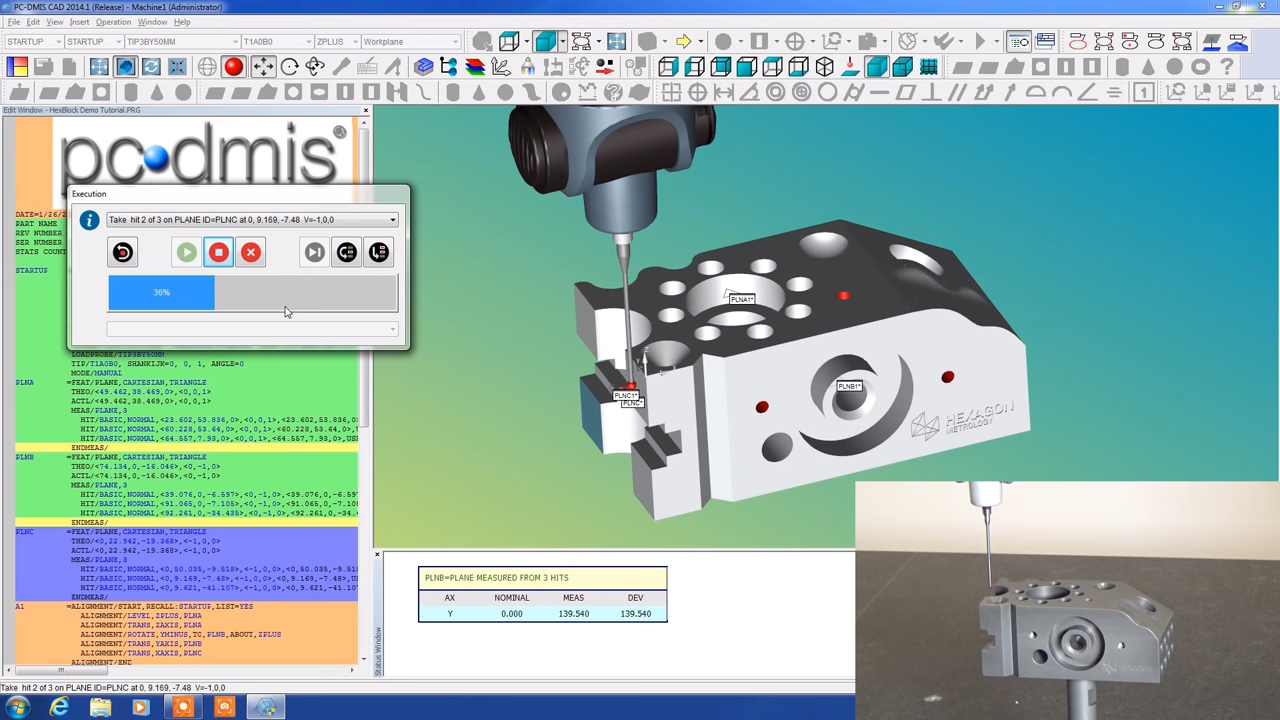 PC-DMIS CAD 2014.1 (Release) - Machine1 (Administrator)
File Edit View Insert Operation Window Help
STARTUP STARTUP TIP3BY50MM T1A0B0 ZPLUS Workplane
Edit Window - HexBlock Demo Tutorial.PRG
pc dmis
Execution
Take hit 2 of 3 on PLANE ID=PLNC at 0, 9.169, -7.48 V=-1,0,0
36%
DATE=1/26/2
PART NAME
REV NUMBER
SER NUMBER
STATS COUNT
STARTUP
LOADPROBE/TIP3BY50MM
TIP/T1A0B0, SHANKIJK=0, 0, 1, ANGLE=0
MODE/MANUAL
PLNA =FEAT/PLANE,CARTESIAN,TRIANGLE
THEO/<49.462,38.469,0>,<0,0,1>
ACTL/<49.462,38.469,0>,<0,0,1>
MEAS/PLANE,3
HIT/BASIC,NORMAL,<23.602,53.836,0>,<0,0,1>,<23.602,53.836,0>
HIT/BASIC,NORMAL,<60.228,53.64,0>,<0,0,1>,<60.228,53.64,0>,U
HIT/BASIC,NORMAL,<64.557,7.93,0>,<0,0,1>,<64.557,7.93,0>,US
ENDMEAS/
PLNB =FEAT/PLANE,CARTESIAN,TRIANGLE
THEO/<74.134,0,-16.046>,<0,-1,0>
ACTL/<74.134,0,-16.046>,<0,-1,0>
MEAS/PLANE,3
HIT/BASIC,NORMAL,<39.076,0,-6.597>,<0,-1,0>,<39.076,0,-6.597
HIT/BASIC,NORMAL,<91.065,0,-7.105>,<0,-1,0>,<91.065,0,-7.105
HIT/BASIC,NORMAL,<92.261,0,-34.435>,<0,-1,0>,<92.261,0,-34.4
ENDMEAS/
PLNC =FEAT/PLANE,CARTESIAN,TRIANGLE
THEO/<0,22.942,-19.368>,<-1,0,0>
ACTL/<0,22.942,-19.368>,<-1,0,0>
MEAS/PLANE,3
HIT/BASIC,NORMAL,<0,50.035,-9.518>,<-1,0,0>,<0,50.035,-9.518
HIT/BASIC,NORMAL,<0,9.169,-7.48>,<-1,0,0>,<0,9.169,-7.48>,US
HIT/BASIC,NORMAL,<0,9.621,-41.107>,<-1,0,0>,<0,9.621,-41.107
ENDMEAS/
A1 =ALIGNMENT/START,RECALL:STARTUP,LIST=YES
ALIGNMENT/LEVEL,ZPLUS,PLNA
ALIGNMENT/TRANS,ZAXIS,PLNA
ALIGNMENT/ROTATE,YMINUS,TO,PLNB,ABOUT,ZPLUS
ALIGNMENT/TRANS,YAXIS,PLNB
ALIGNMENT/TRANS,XAXIS,PLNC
ALIGNMENT/END
PLNA1*
PLNB1*
PLNC1*
PLNC*
HEXAGON
METROLOGY
Status Window
PLNB=PLANE MEASURED FROM 3 HITS
AX NOMINAL MEAS DEV
Y 0.000 139.540 139.540
Take hit 2 of 3 on PLANE ID=PLNC at 0, 9.169, -7.48 V=-1,0,0